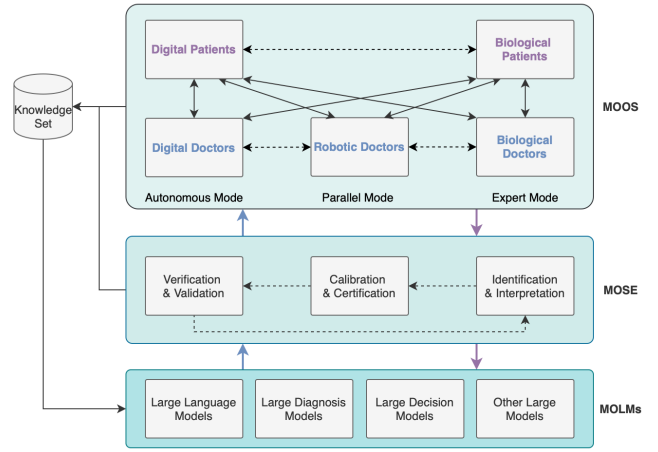 Digital Patients
Biological
Patients
Knowledge
Set
MOOS
Digital Doctors
Robotic Doctors
Biological
Doctors
Autonomous Mode
Parallel Mode
Expert Mode
Verification
& Validation
Calibration
& Certification
Identification
& Interpretation
MOSE
Large Language
Models
Large Diagnosis
Models
Large Decision
Models
Other Large
Models
MOLMs